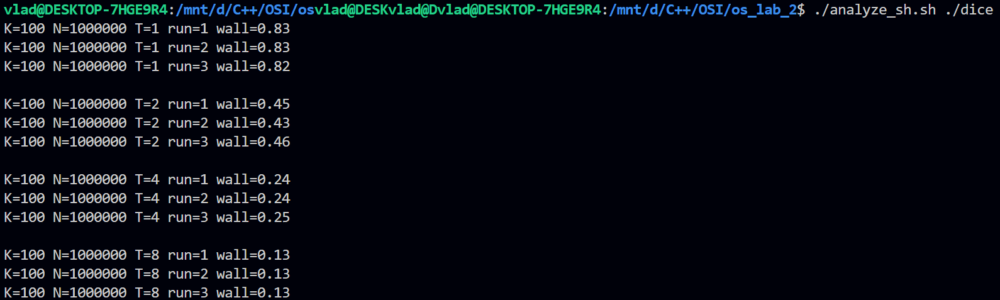 vlad@DESKTOP-7HGE9R4:/mnt/d/C++/OSI/osvlad@DESKvlad@Dvlad@DESKTOP-7HGE9R4:/mnt/d/C++/OSI/os_lab_2$ ./analyze_sh.sh ./dice
K=100 N=1000000 T=1 run=1 wall=0.83
K=100 N=1000000 T=1 run=2 wall=0.83
K=100 N=1000000 T=1 run=3 wall=0.82
K=100 N=1000000 T=2 run=1 wall=0.45
K=100 N=1000000 T=2 run=2 wall=0.43
K=100 N=1000000 T=2 run=3 wall=0.46
K=100 N=1000000 T=4 run=1 wall=0.24
K=100 N=1000000 T=4 run=2 wall=0.24
K=100 N=1000000 T=4 run=3 wall=0.25
K=100 N=1000000 T=8 run=1 wall=0.13
K=100 N=1000000 T=8 run=2 wall=0.13
K=100 N=1000000 T=8 run=3 wall=0.13